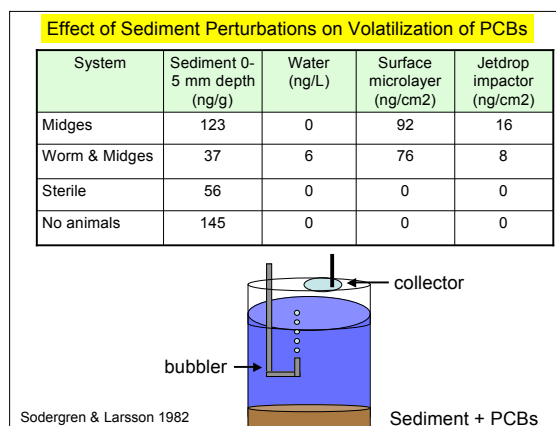 Effect of Sediment Perturbations on Volatilization of PCBs
System
Sediment 0-
5 mm depth
(ng/g)
Water
(ng/L)
Surface
microlayer
(ng/cm2)
Jetdrop
impactor
(ng/cm2)
Midges 123 0 92 16
Worm & Midges 37 6 76 8
Sterile 56 0 0 0
No animals 145 0 0 0
collector
bubbler
Sodergren & Larsson 1982
Sediment + PCBs